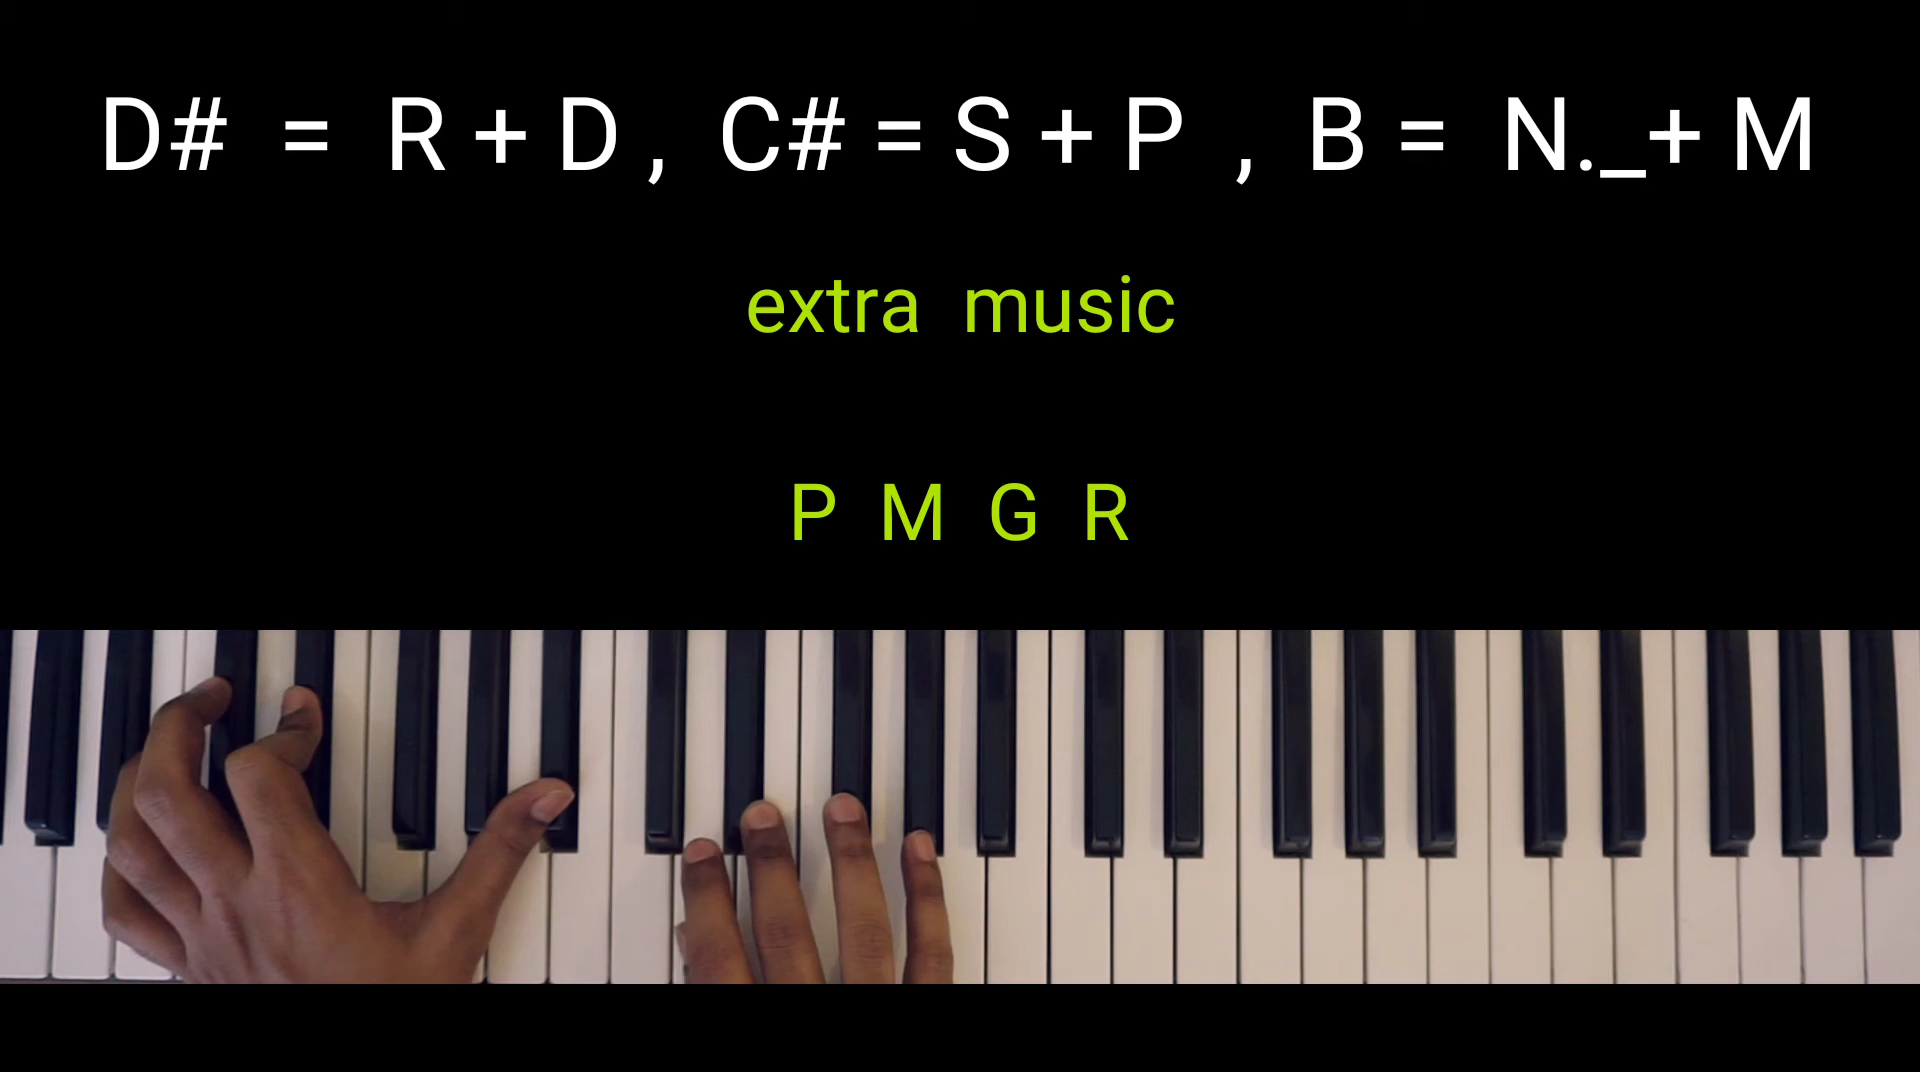 D# = R + D , C# = S + P , B = N._+ M
extra music
P M G R